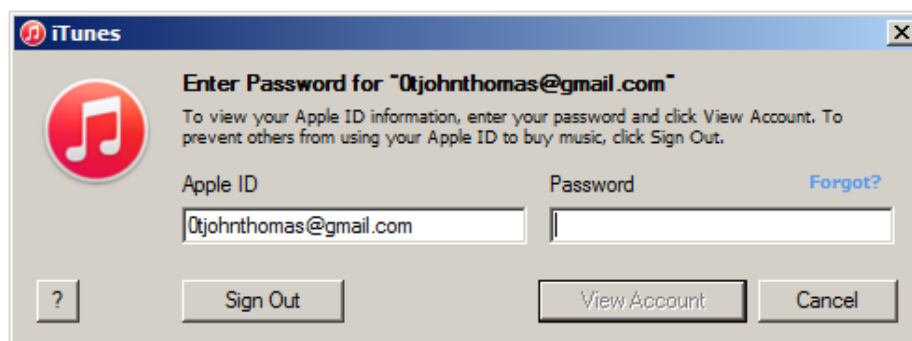 iTunes
Enter Password for "0tjohnthomas@gmail.com"
To view your Apple ID information, enter your password and click View Account. To
prevent others from using your Apple ID to buy music, click Sign Out.
Apple ID
Password
Forgot?
0tjohnthomas@gmail.com
?
Sign Out
View Account
Cancel